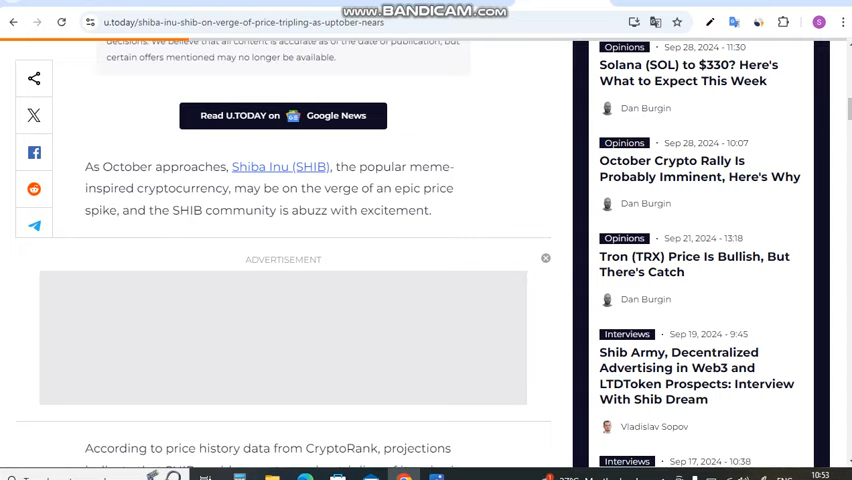 www.BANDICAM.com
u.today/shiba-inu-shib-on-verge-of-price-tripling-as-uptober-nears
S
decisions. We believe that all content is accurate as of the date of publication, but
certain offers mentioned may no longer be available.
Read U.TODAY on Google News
As October approaches, Shiba Inu (SHIB), the popular meme-
inspired cryptocurrency, may be on the verge of an epic price
spike, and the SHIB community is abuzz with excitement.
ADVERTISEMENT
According to price history data from CryptoRank, projections
Opinions · Sep 28, 2024 - 11:30
Solana (SOL) to $330? Here's
What to Expect This Week
Dan Burgin
Opinions · Sep 28, 2024 - 10:07
October Crypto Rally Is
Probably Imminent, Here's Why
Dan Burgin
Opinions · Sep 21, 2024 - 13:18
Tron (TRX) Price Is Bullish, But
There's Catch
Dan Burgin
Interviews · Sep 19, 2024 - 9:45
Shib Army, Decentralized
Advertising in Web3 and
LTDToken Prospects: Interview
With Shib Dream
Vladislav Sopov
Interviews · Sep 17, 2024 - 10:38
ENG
10:53